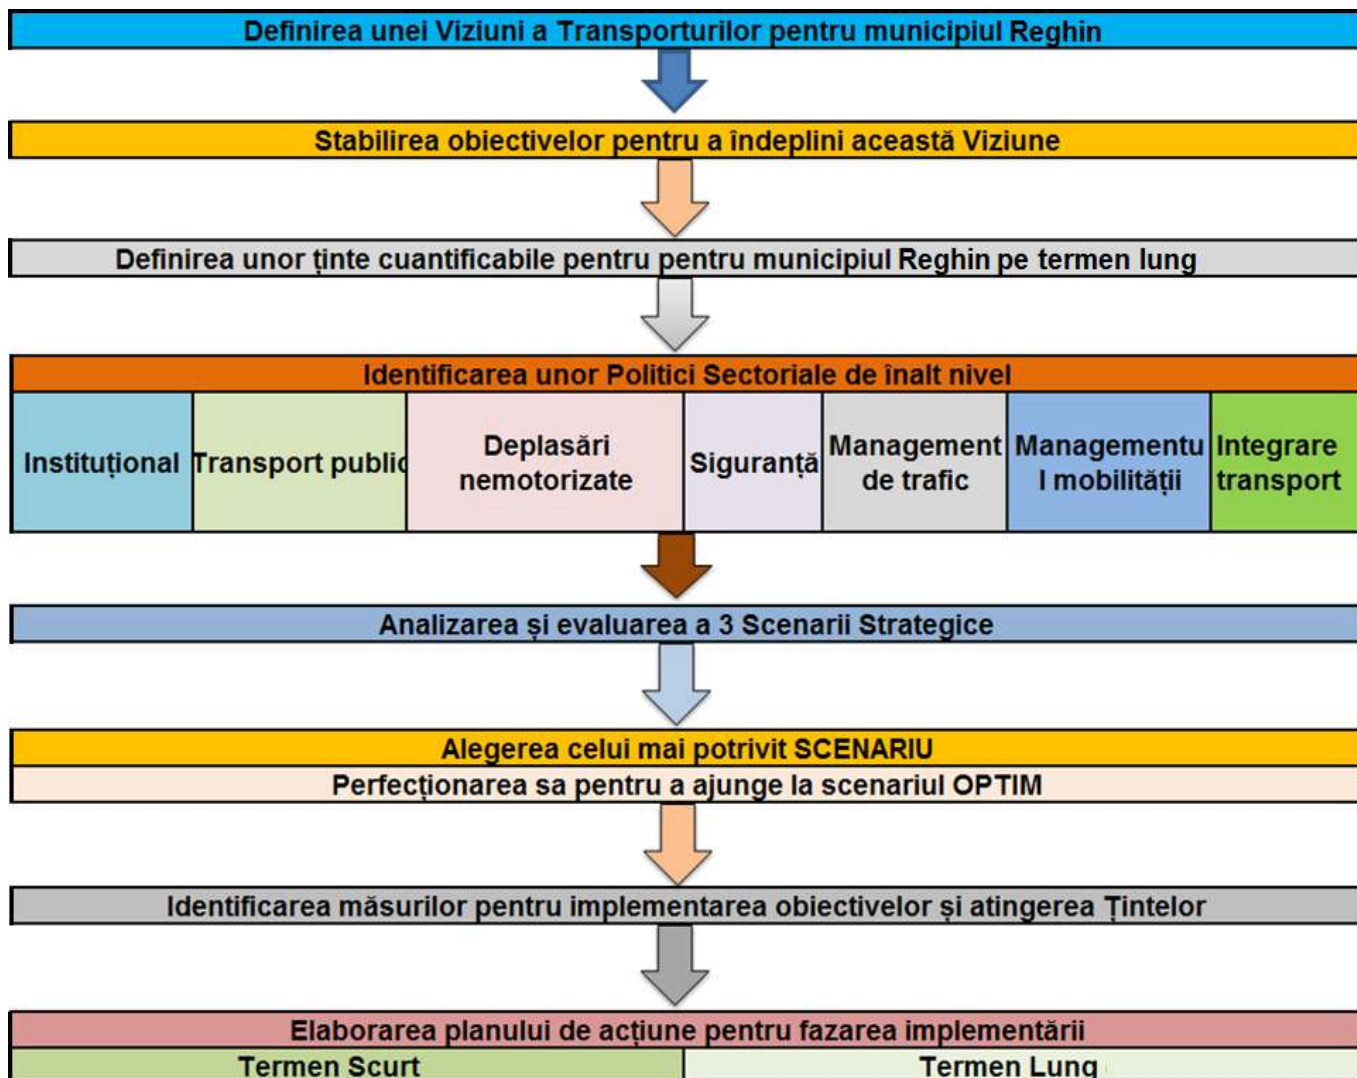 Definirea unei Viziuni a Transporturilor pentru municipiul Reghin
Stabilirea obiectivelor pentru a îndeplini această Viziune
Definirea unor ținte cuantificabile pentru pentru municipiul Reghin pe termen lung
Identificarea unor Politici Sectoriale de înalt nivel
Instituțional
Transport public
Deplasări
nemotorizate
Siguranță
Management
de trafic
Managementu
l mobilității
Integrare
transport
Analizarea și evaluarea a 3 Scenarii Strategice
Alegerea celui mai potrivit SCENARIU
Perfecționarea sa pentru a ajunge la scenariul OPTIM
Identificarea măsurilor pentru implementarea obiectivelor și atingerea Țintelor
Elaborarea planului de acțiune pentru fazarea implementării
Termen Scurt
Termen Lung